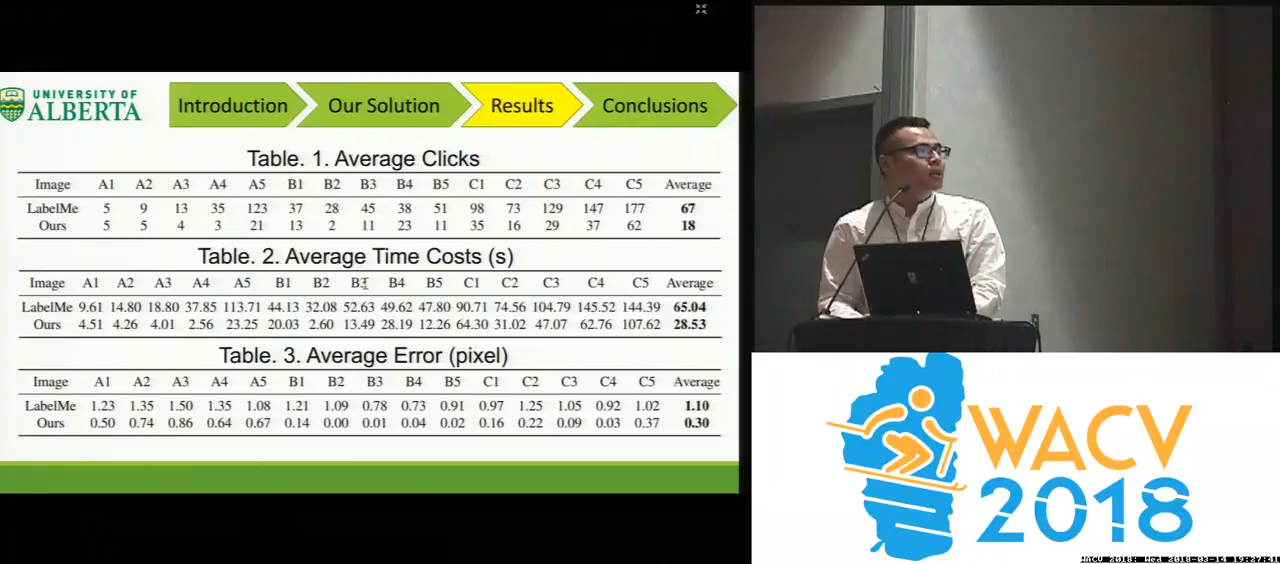 UNIVERSITY OF
ALBERTA
Introduction
Our Solution
Results
Conclusions
Table. 1. Average Clicks
Image A1 A2 A3 A4 A5 B1 B2 B3 B4 B5 C1 C2 C3 C4 C5 Average
LabelMe 5 9 13 35 123 37 28 45 38 51 98 73 129 147 177 67
Ours 5 5 4 3 21 13 2 11 23 11 35 16 29 37 62 18
Table. 2. Average Time Costs (s)
Image A1 A2 A3 A4 A5 B1 B2 B3 B4 B5 C1 C2 C3 C4 C5 Average
LabelMe 9.61 14.80 18.80 37.85 113.71 44.13 32.08 52.63 49.62 47.80 90.71 74.56 104.79 145.52 144.39 65.04
Ours 4.51 4.26 4.01 2.56 23.25 20.03 2.60 13.49 28.19 12.26 64.30 31.02 47.07 62.76 107.62 28.53
Table. 3. Average Error (pixel)
Image A1 A2 A3 A4 A5 B1 B2 B3 B4 B5 C1 C2 C3 C4 C5 Average
LabelMe 1.23 1.35 1.50 1.35 1.08 1.21 1.09 0.78 0.73 0.91 0.97 1.25 1.05 0.92 1.02 1.10
Ours 0.50 0.74 0.86 0.64 0.67 0.14 0.00 0.01 0.04 0.02 0.16 0.22 0.09 0.03 0.37 0.30
WACV
2018
WACV 2018: Wed 2018-03-14 19:27:41